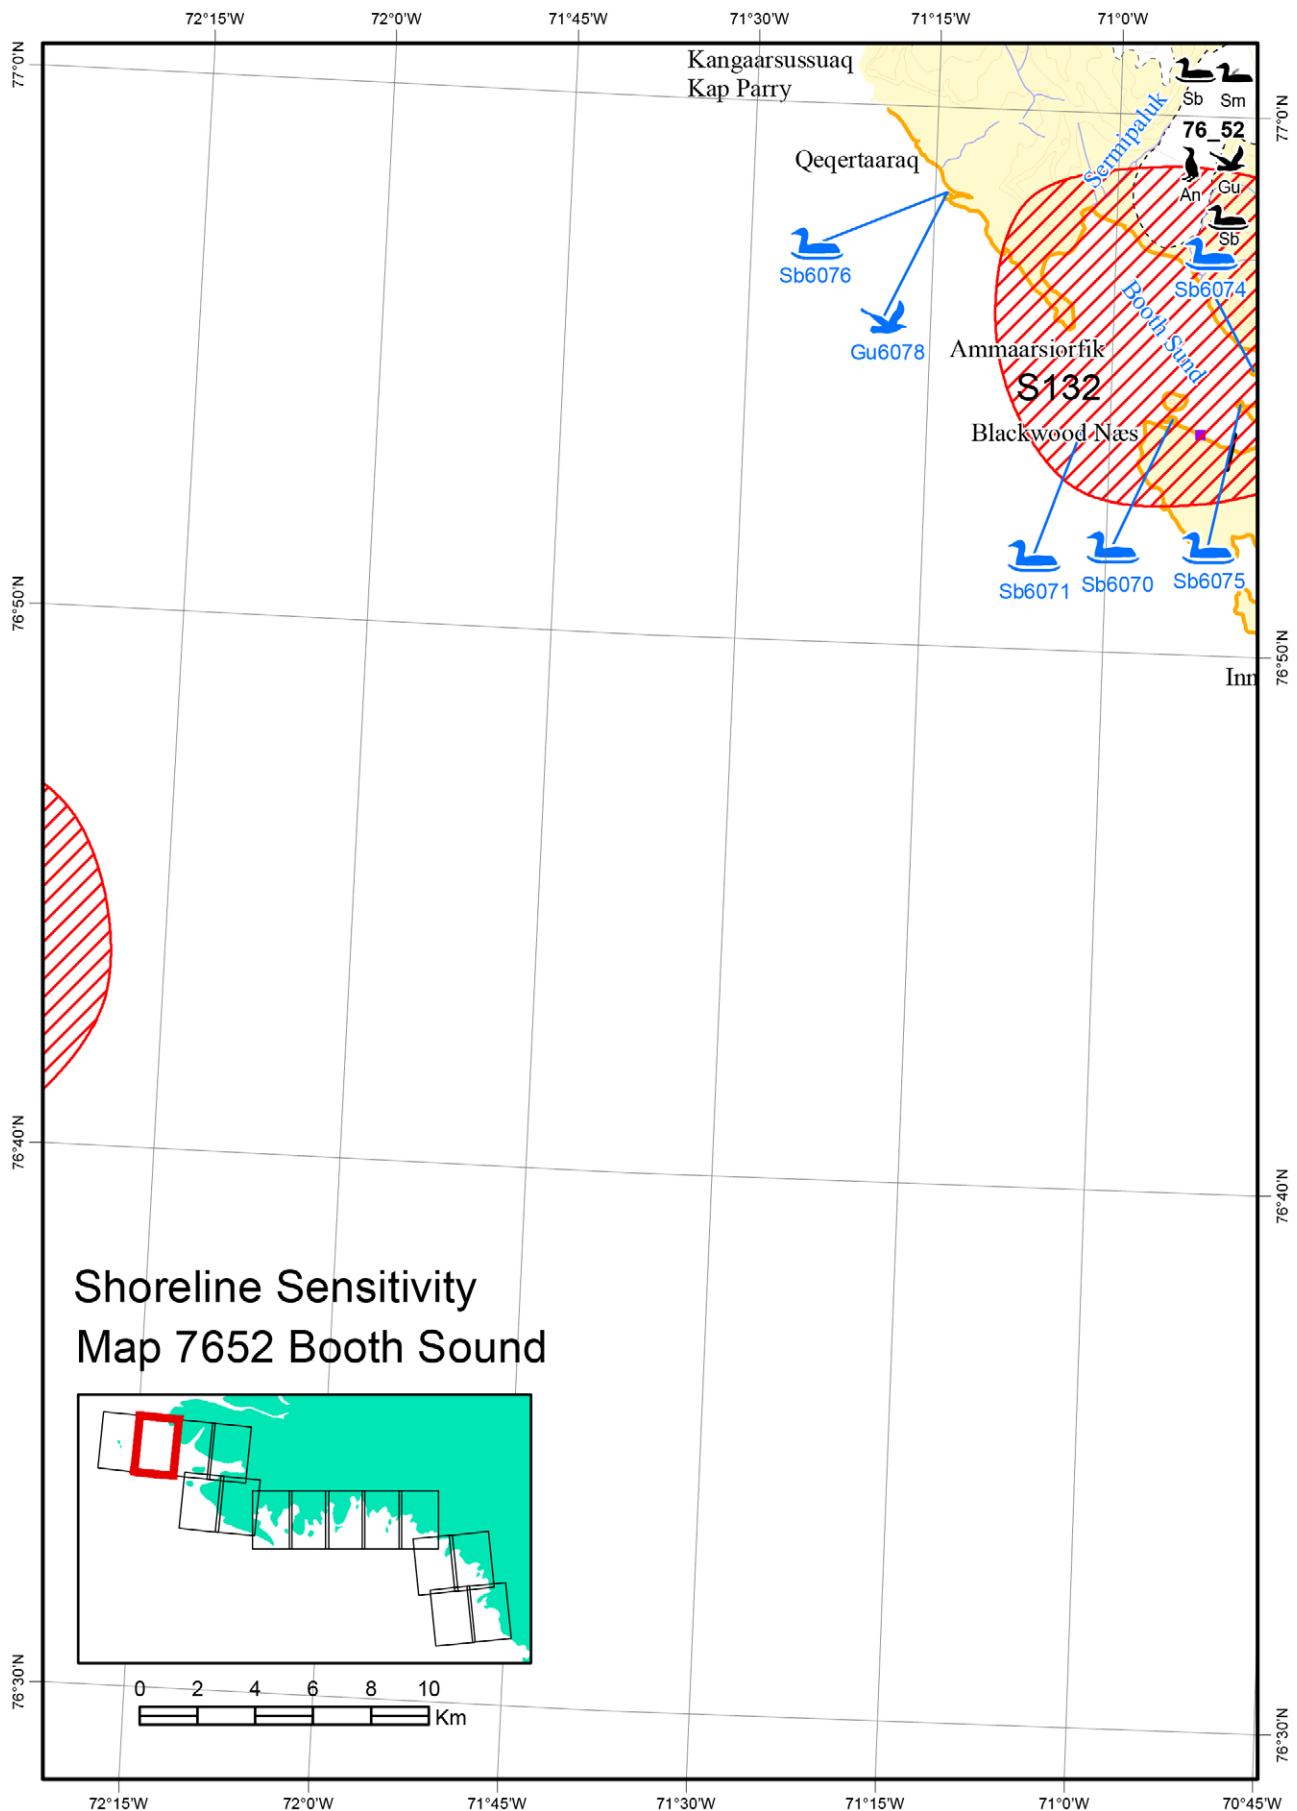 72°15'W 72°0'W 71°45'W 71°30'W 71°15'W 71°0'W
77°0'N
77°0'N
Kangaarsussuaq
Kap Parry
Sermipaluk
Sb Sm
76_52
An Gu
Sb
Qeqertaaraq
Sb6076
Gu6078
Sb6074
Booth Sund
Ammaarsiorfik
S132
Blackwood Næs
Sb6071 Sb6070 Sb6075
76°50'N
76°50'N
Inn
76°40'N
76°40'N
Shoreline Sensitivity
Map 7652 Booth Sound
76°30'N
76°30'N
0 2 4 6 8 10
Km
72°15'W 72°0'W 71°45'W 71°30'W 71°15'W 71°0'W 70°45'W